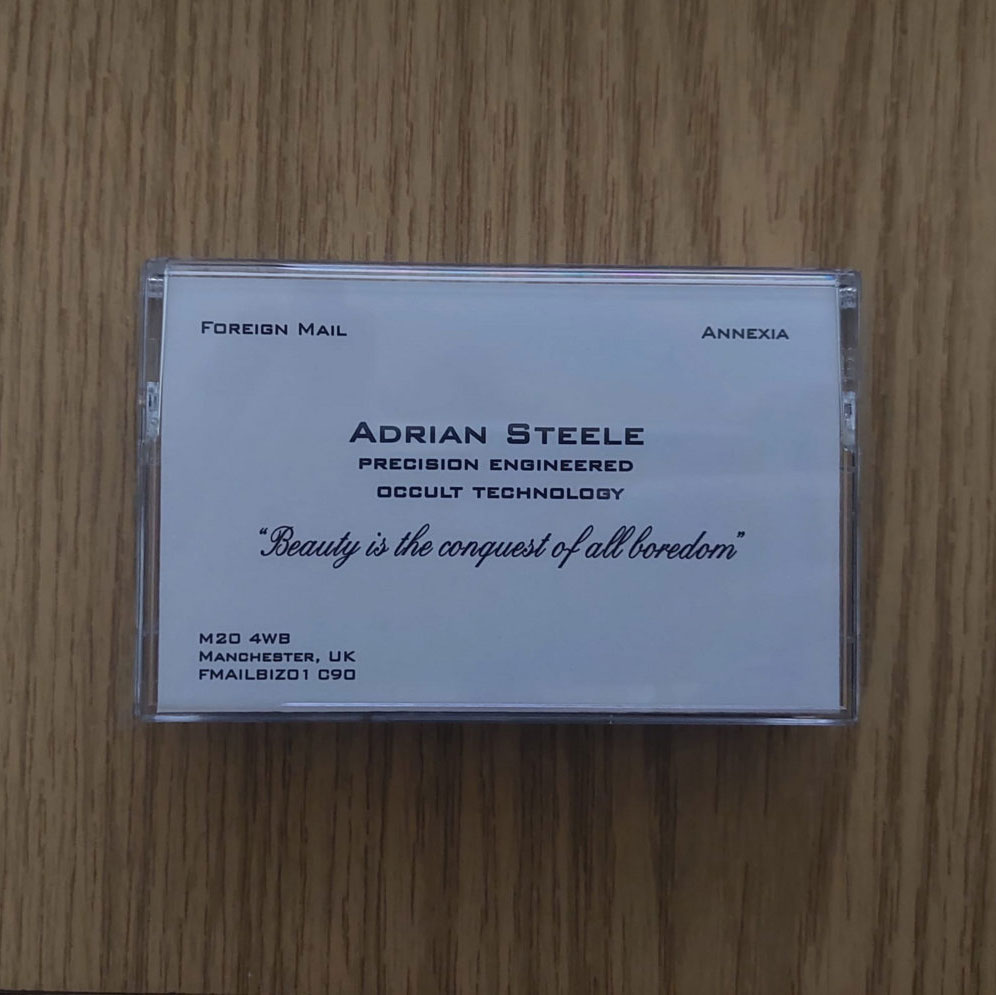 Foreign Mail
Annexia
Adrian Steele
precision engineered
occult technology
“Beauty is the conquest of all boredom”
M20 4WB
Manchester, UK
FMAILBIZ01 C90